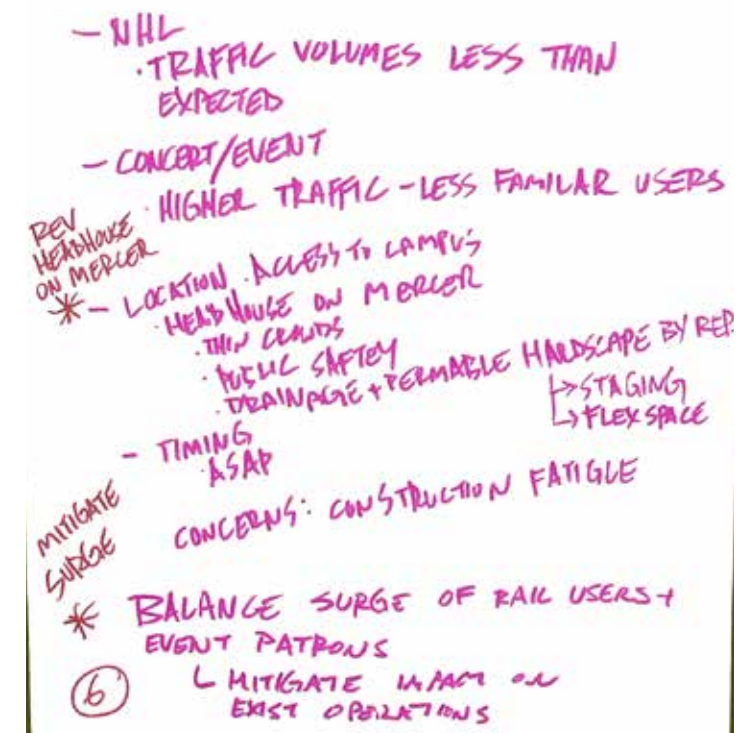 - NHL
· TRAFFIC VOLUMES LESS THAN
EXPECTED
- CONCERT/EVENT
· HIGHER TRAFFIC - LESS FAMILAR USERS
REV
HEADHOUSE
ON MERCER
* - LOCATION · ACCESS TO CAMPUS
· HEAD HOUSE ON MERCER
· THIN CROWDS
· PUBLIC SAFTEY
· DRAINAGE + PERMABLE HARDSCAPE BY REP.
↳ STAGING
↳ FLEX SPACE
- TIMING
· ASAP
MITIGATE
SURGE
CONCERNS: CONSTRUCTION FATIGUE
* BALANCE SURGE OF RAIL USERS +
EVENT PATRONS
└ MITIGATE IMPACT ON
EXIST OPERATIONS
6